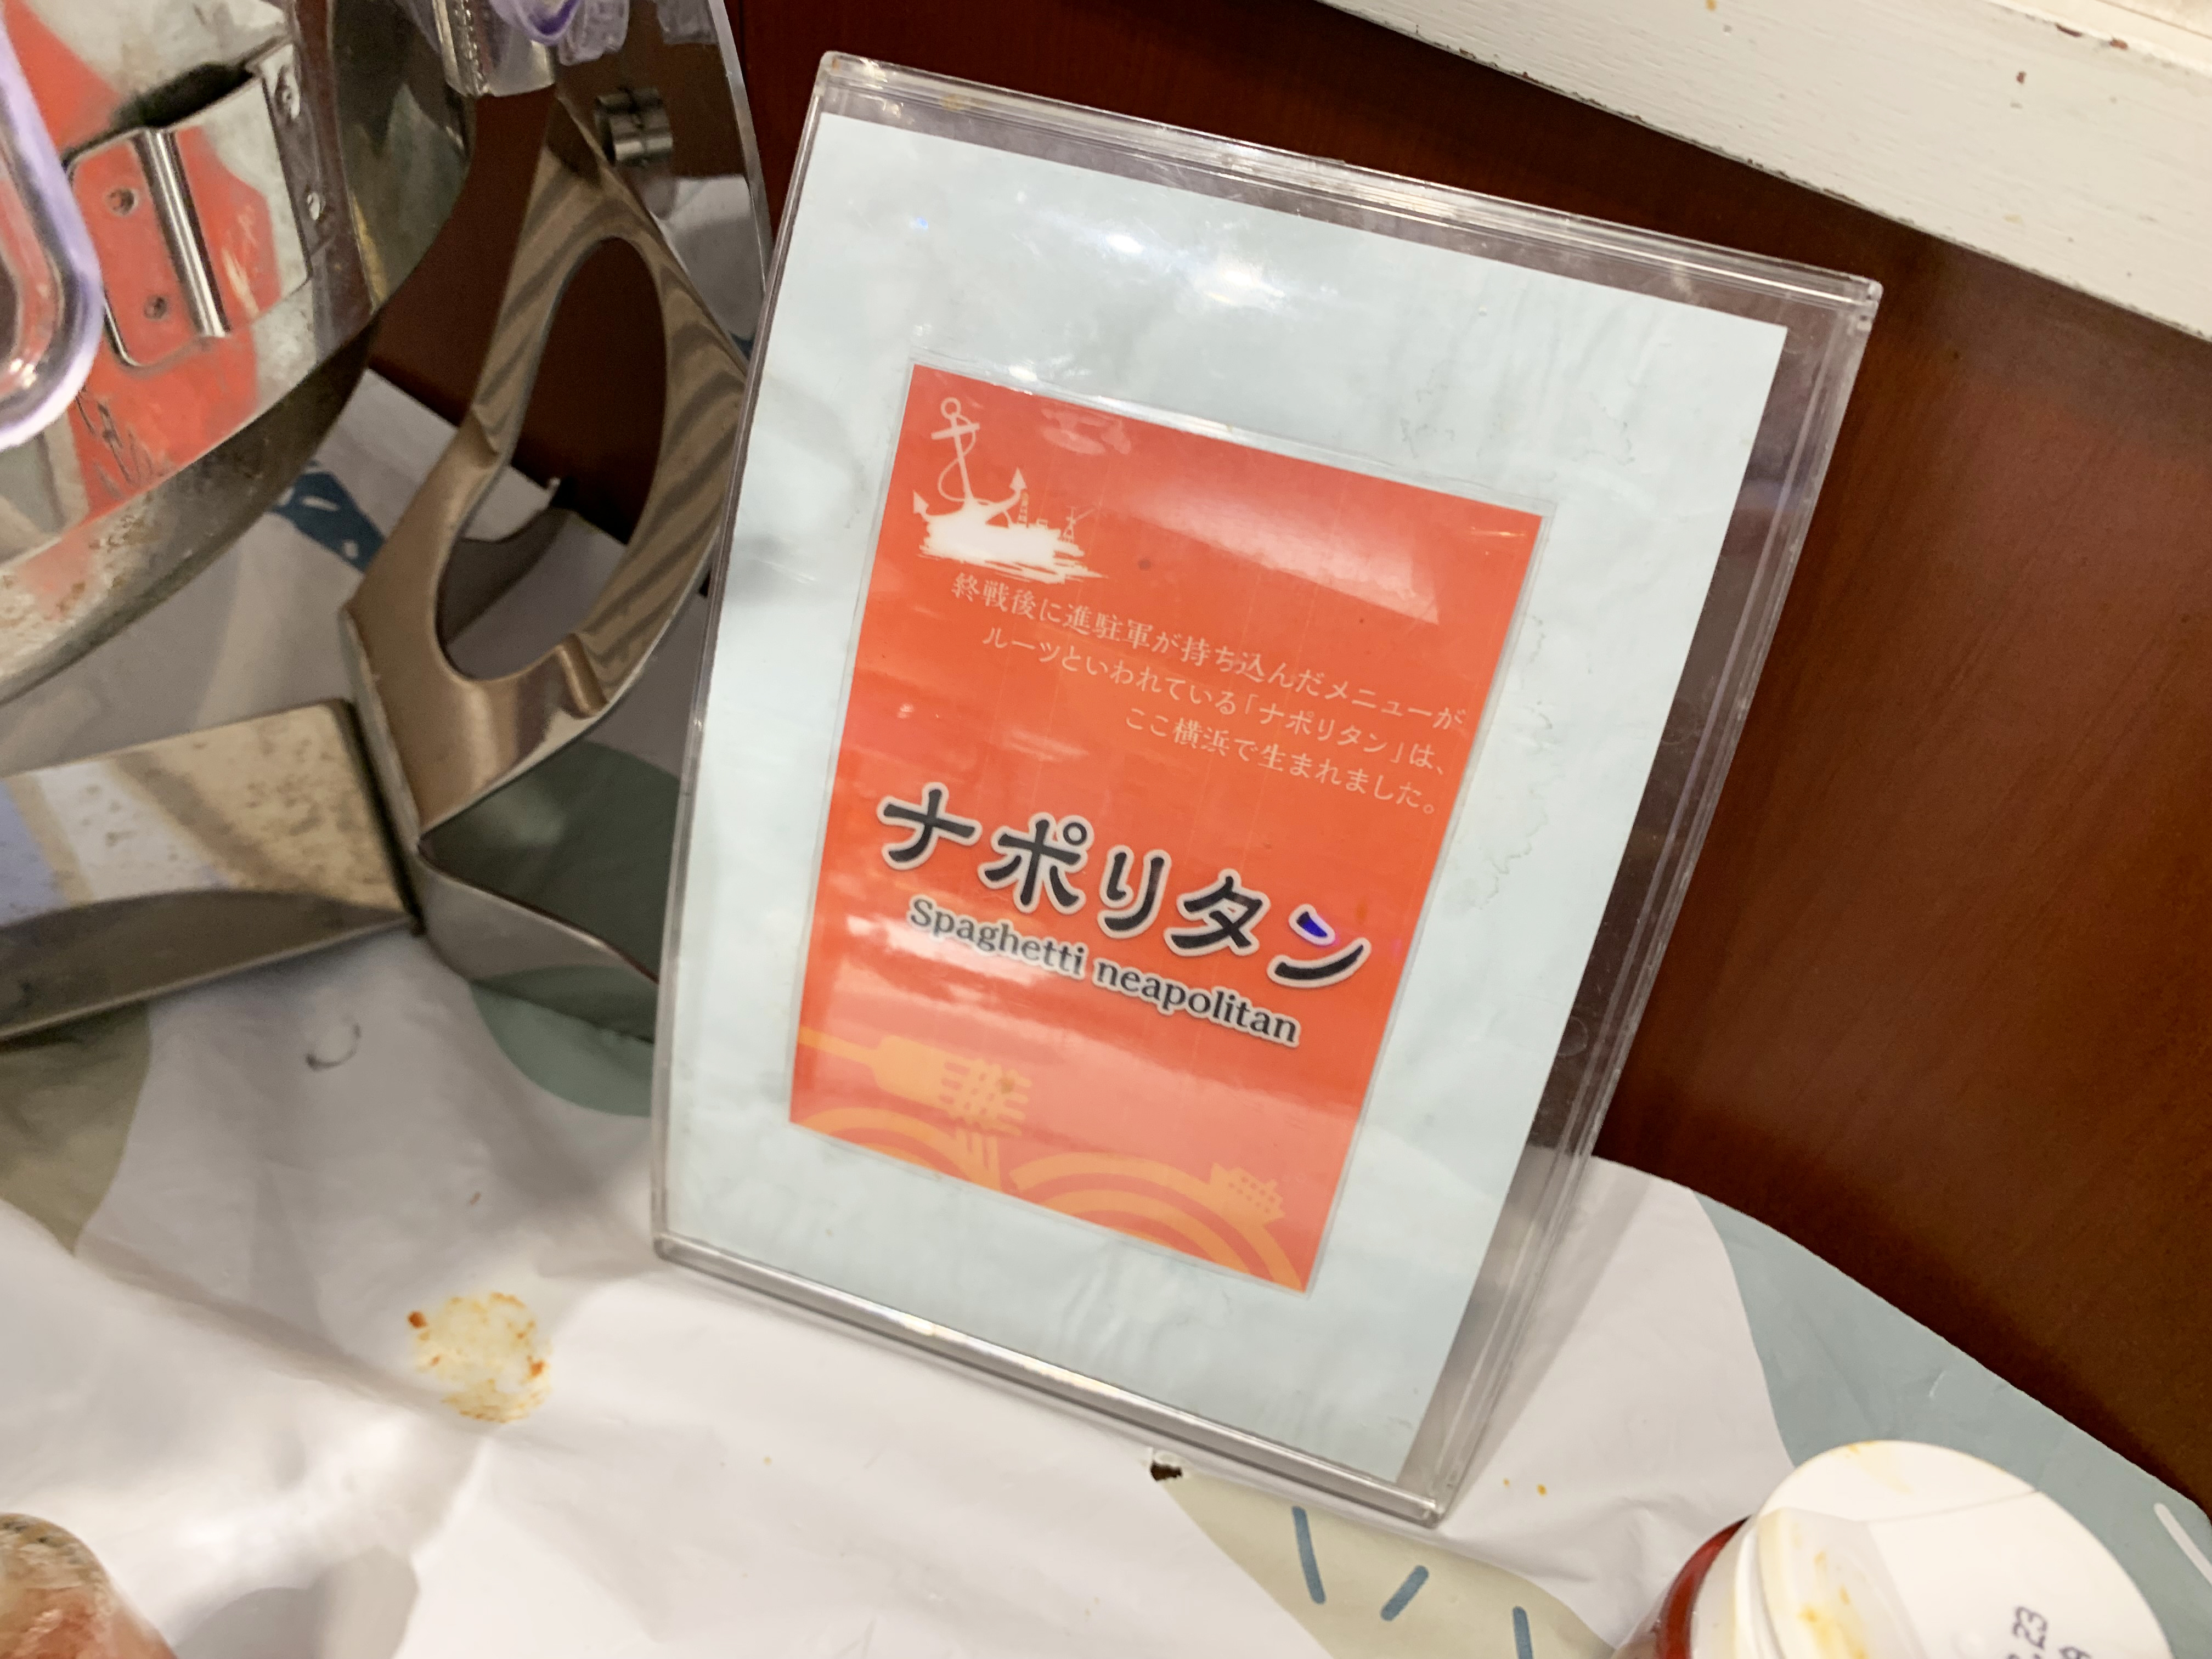 終戦後に進駐軍が持ち込んだメニューが
ルーツといわれている「ナポリタン」は、
ここ横浜で生まれました。
ナポリタン
Spaghetti neapolitan
23